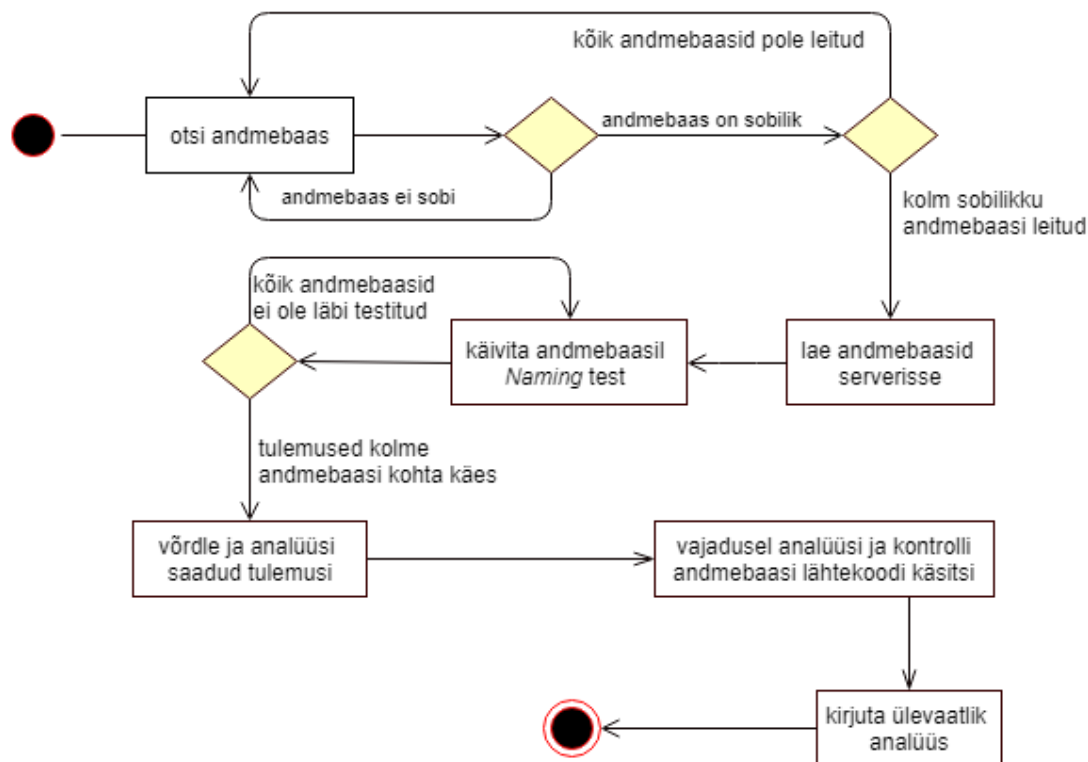 kõik andmebaasid pole leitud
otsi andmebaas
andmebaas on sobilik
andmebaas ei sobi
kolm sobilikku
andmebaasi leitud
kõik andmebaasid
ei ole läbi testitud
käivita andmebaasil
Naming test
lae andmebaasid
serverisse
tulemused kolme
andmebaasi kohta käes
võrdle ja analüüsi
saadud tulemusi
vajadusel analüüsi ja kontrolli
andmebaasi lähtekoodi käsitsi
kirjuta ülevaatlik
analüüs